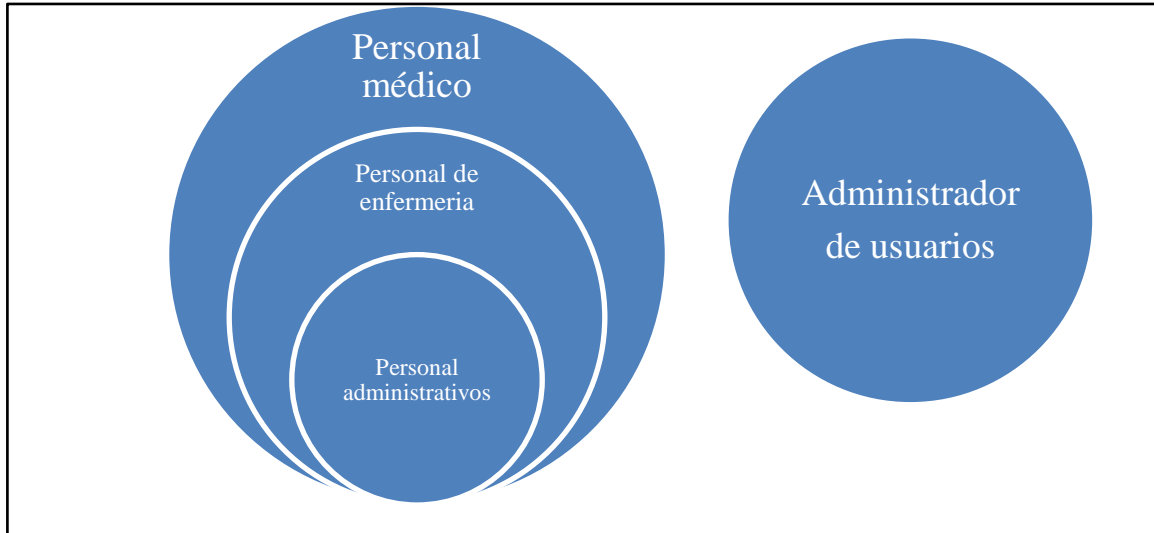 Personal
médico
Personal de
enfermeria
Personal
administrativos
Administrador
de usuarios